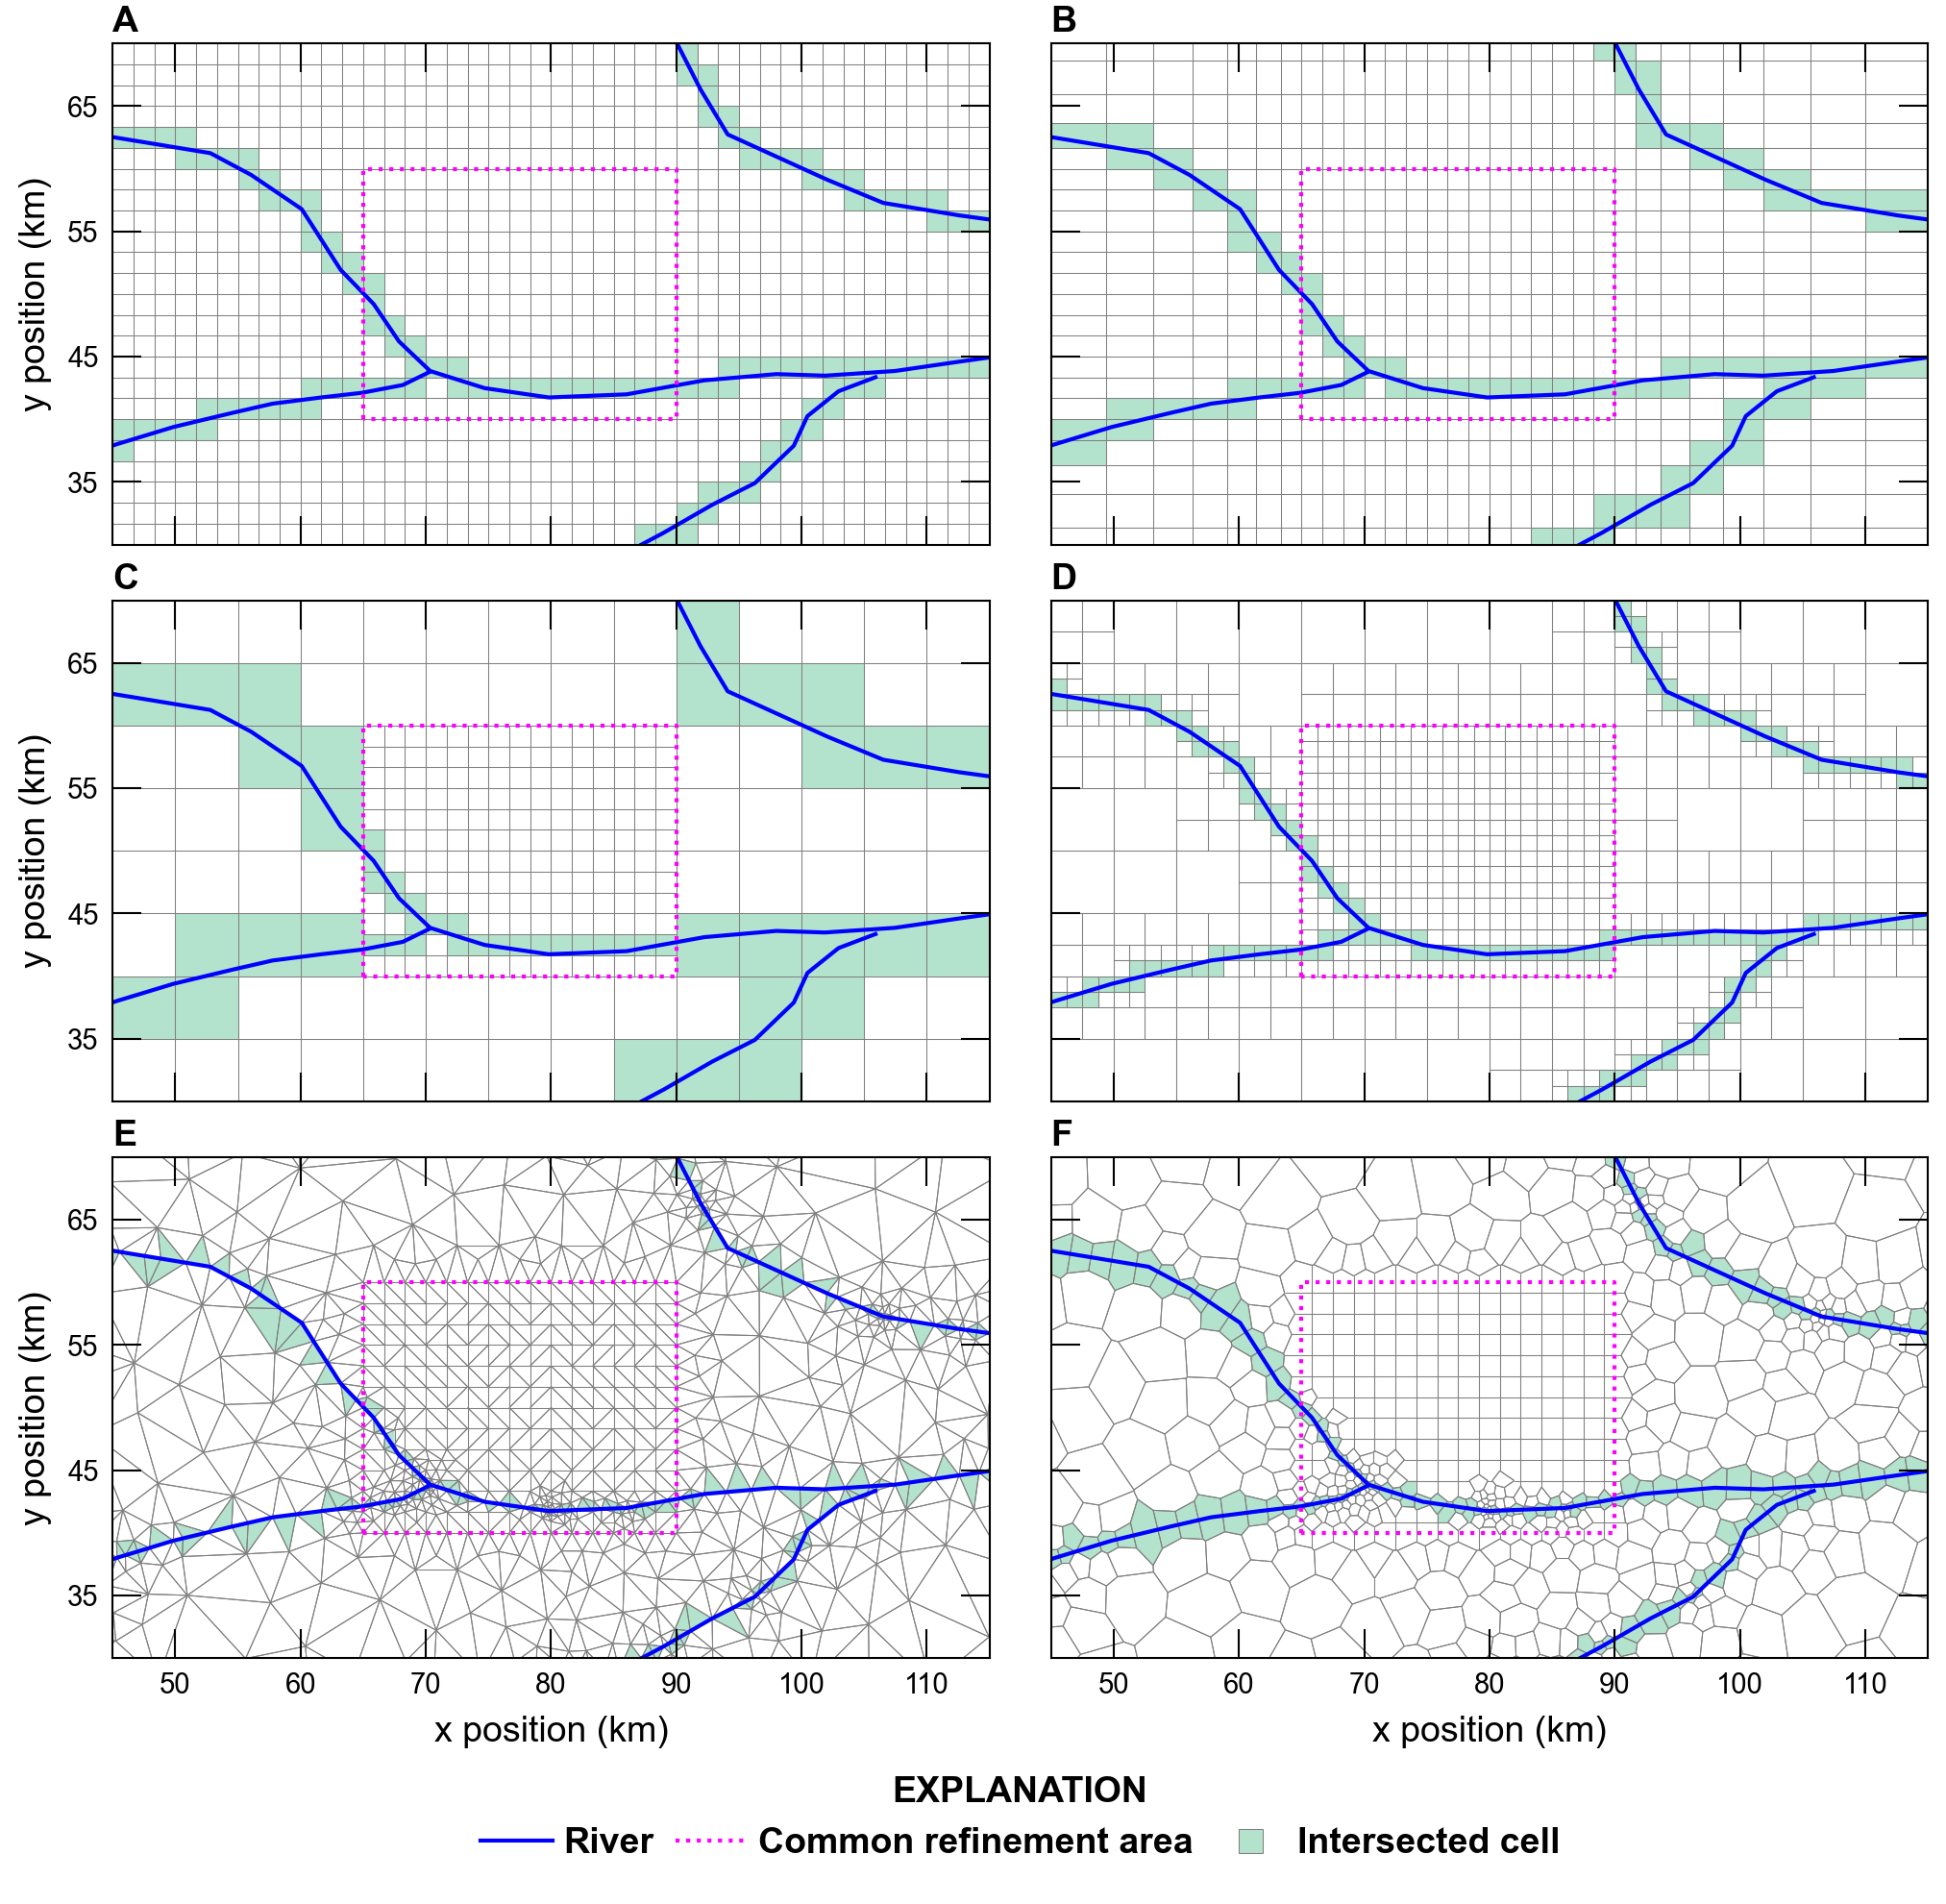 A
B
65
55
45
35
y position (km)
C
D
65
55
45
35
y position (km)
E
F
65
55
45
35
y position (km)
50 60 70 80 90 100 110
50 60 70 80 90 100 110
x position (km)
x position (km)
EXPLANATION
River Common refinement area Intersected cell